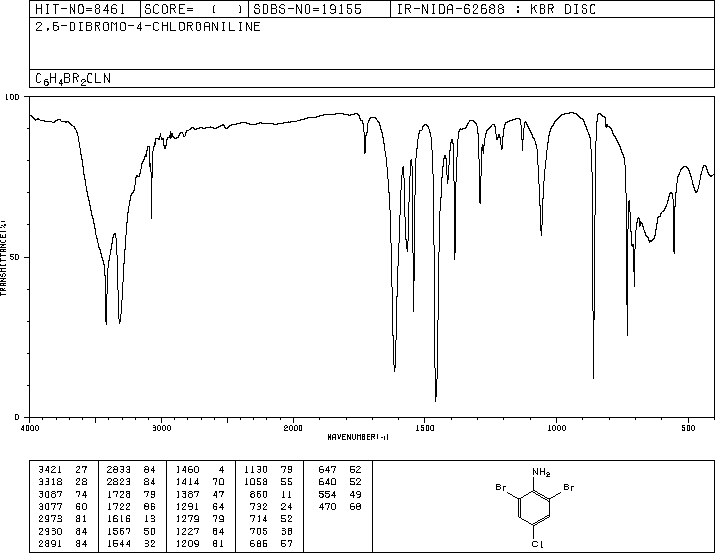 HIT-NO=8461 SCORE= ( ) SDBS-NO=19155 IR-NIDA-62688 : KBR DISC
2,6-DIBROMO-4-CHLOROANILINE
C6H4BR2CLN
100
50
0
TRANSMITTANCE(%)
4000 3000 2000 1500 1000 500
WAVENUMBER(-1)
3421 27 2833 84 1460 4 1130 79 647 52
3318 28 2823 84 1414 70 1058 55 640 52
3087 74 1728 79 1387 47 860 11 554 49
3077 60 1722 86 1291 64 732 24 470 68
2973 81 1616 13 1279 79 714 52
2930 84 1567 50 1227 84 705 38
2891 84 1544 32 1209 81 686 57
NH2
Br Br
Cl